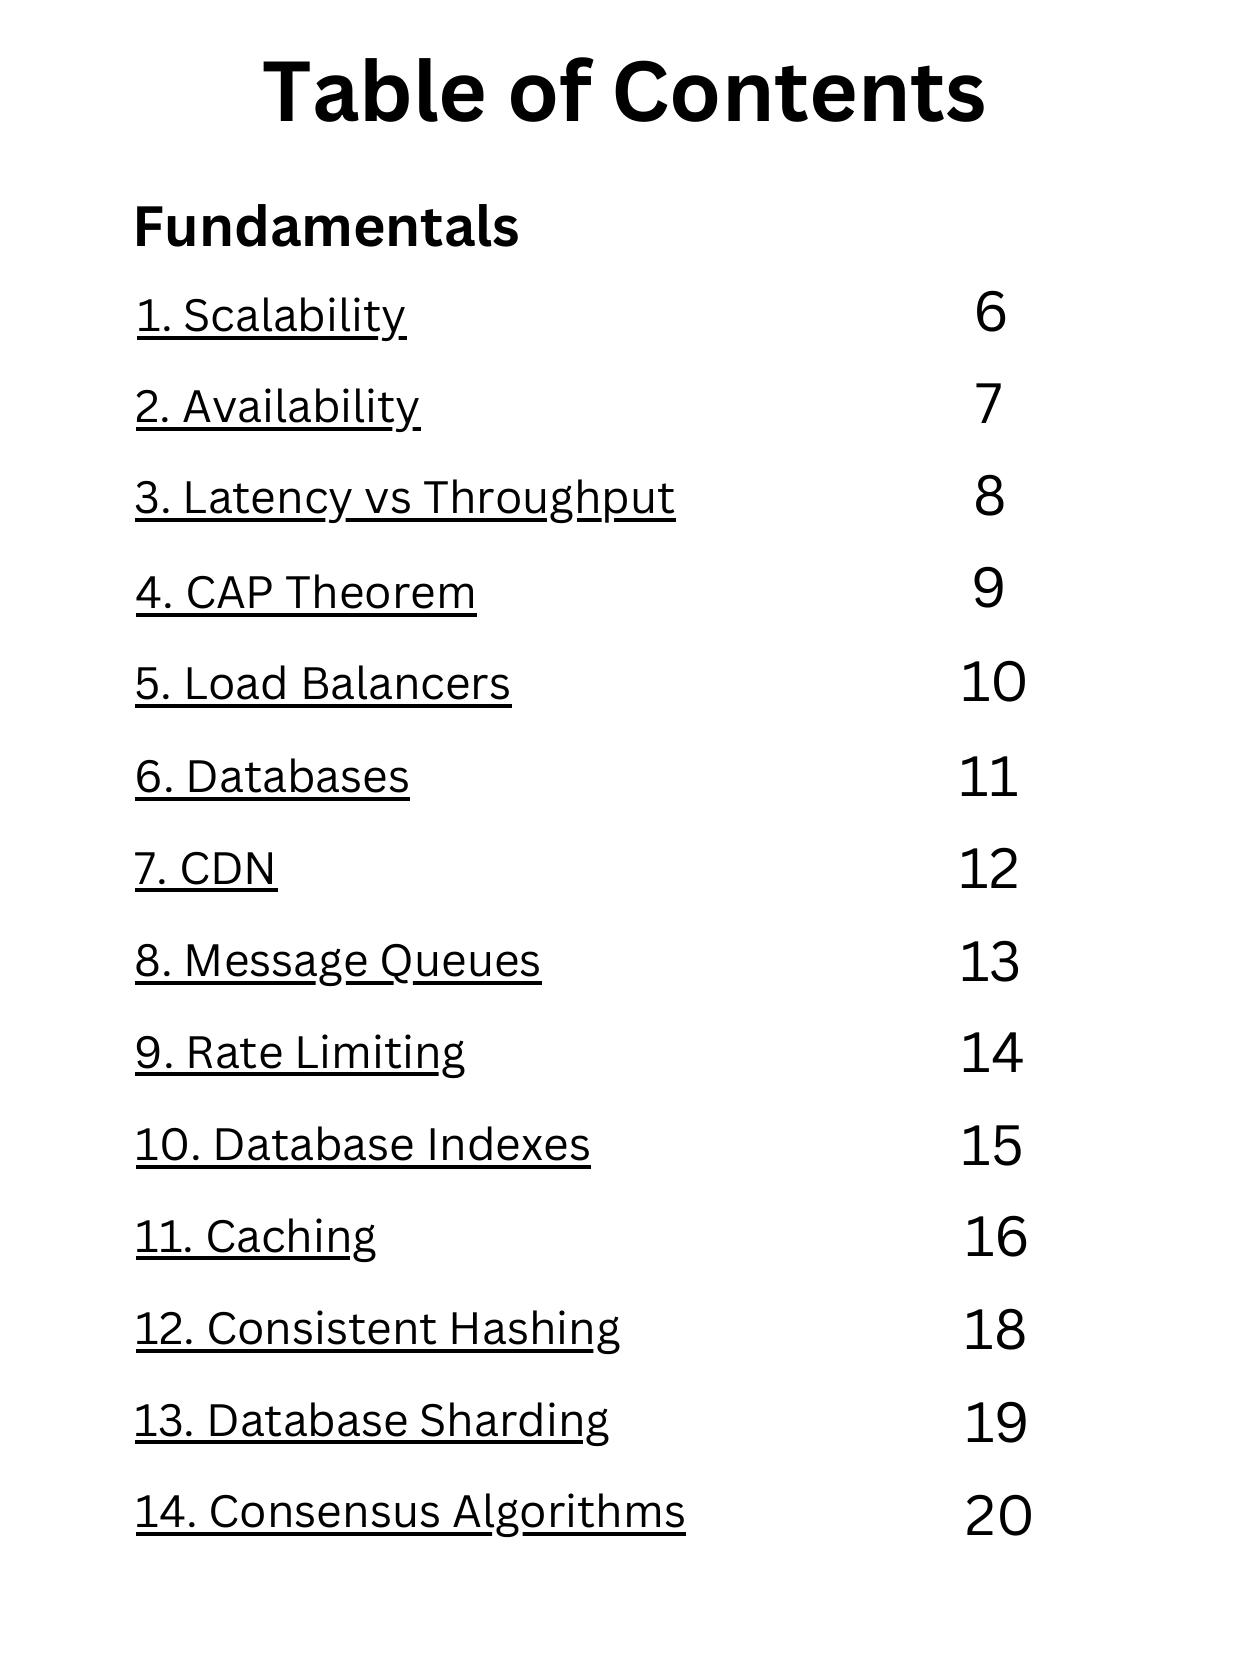 Table of Contents
Fundamentals
1. Scalability 6
2. Availability 7
3. Latency vs Throughput 8
4. CAP Theorem 9
5. Load Balancers 10
6. Databases 11
7. CDN 12
8. Message Queues 13
9. Rate Limiting 14
10. Database Indexes 15
11. Caching 16
12. Consistent Hashing 18
13. Database Sharding 19
14. Consensus Algorithms 20